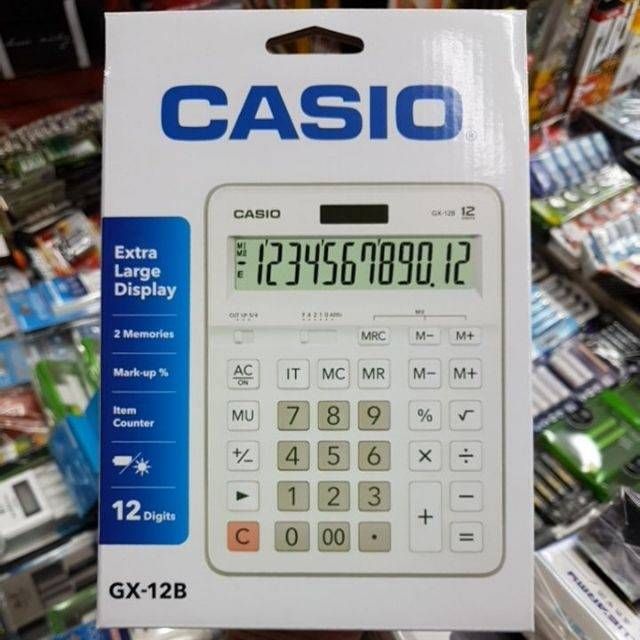 CASIO
Extra
Large
Display
2 Memories
Mark-up %
Item
Counter
12 Digits
GX-12B
CASIO GX-12B 12
1234567890.12
MRC M− M+
AC
ON IT MC MR M− M+
MU 7 8 9 % √
+/− 4 5 6 × ÷
▶ 1 2 3 + −
C 0 00 • =